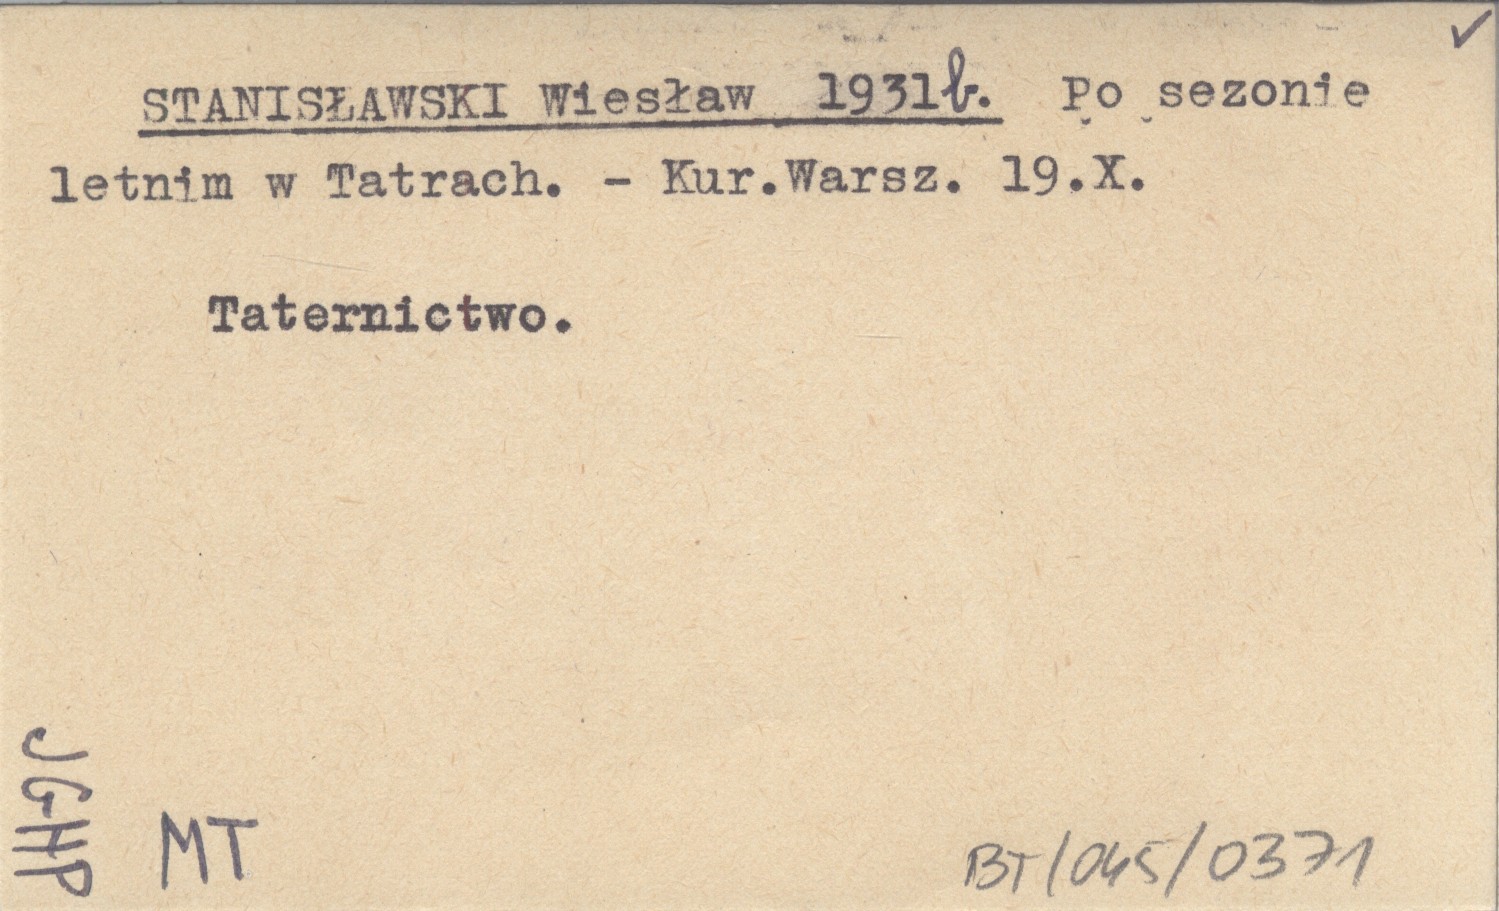 STANISŁAWSKI Wiesław 1931b. Po sezonie
letnim w Tatrach. - Kur.Warsz. 19.X.
Taternictwo.
JGHP
MT
BT/045/0371